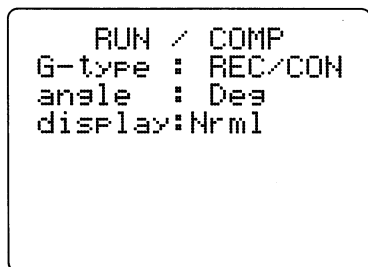 RUN / COMP
G-type : REC/CON
angle : Deg
display:Nrml